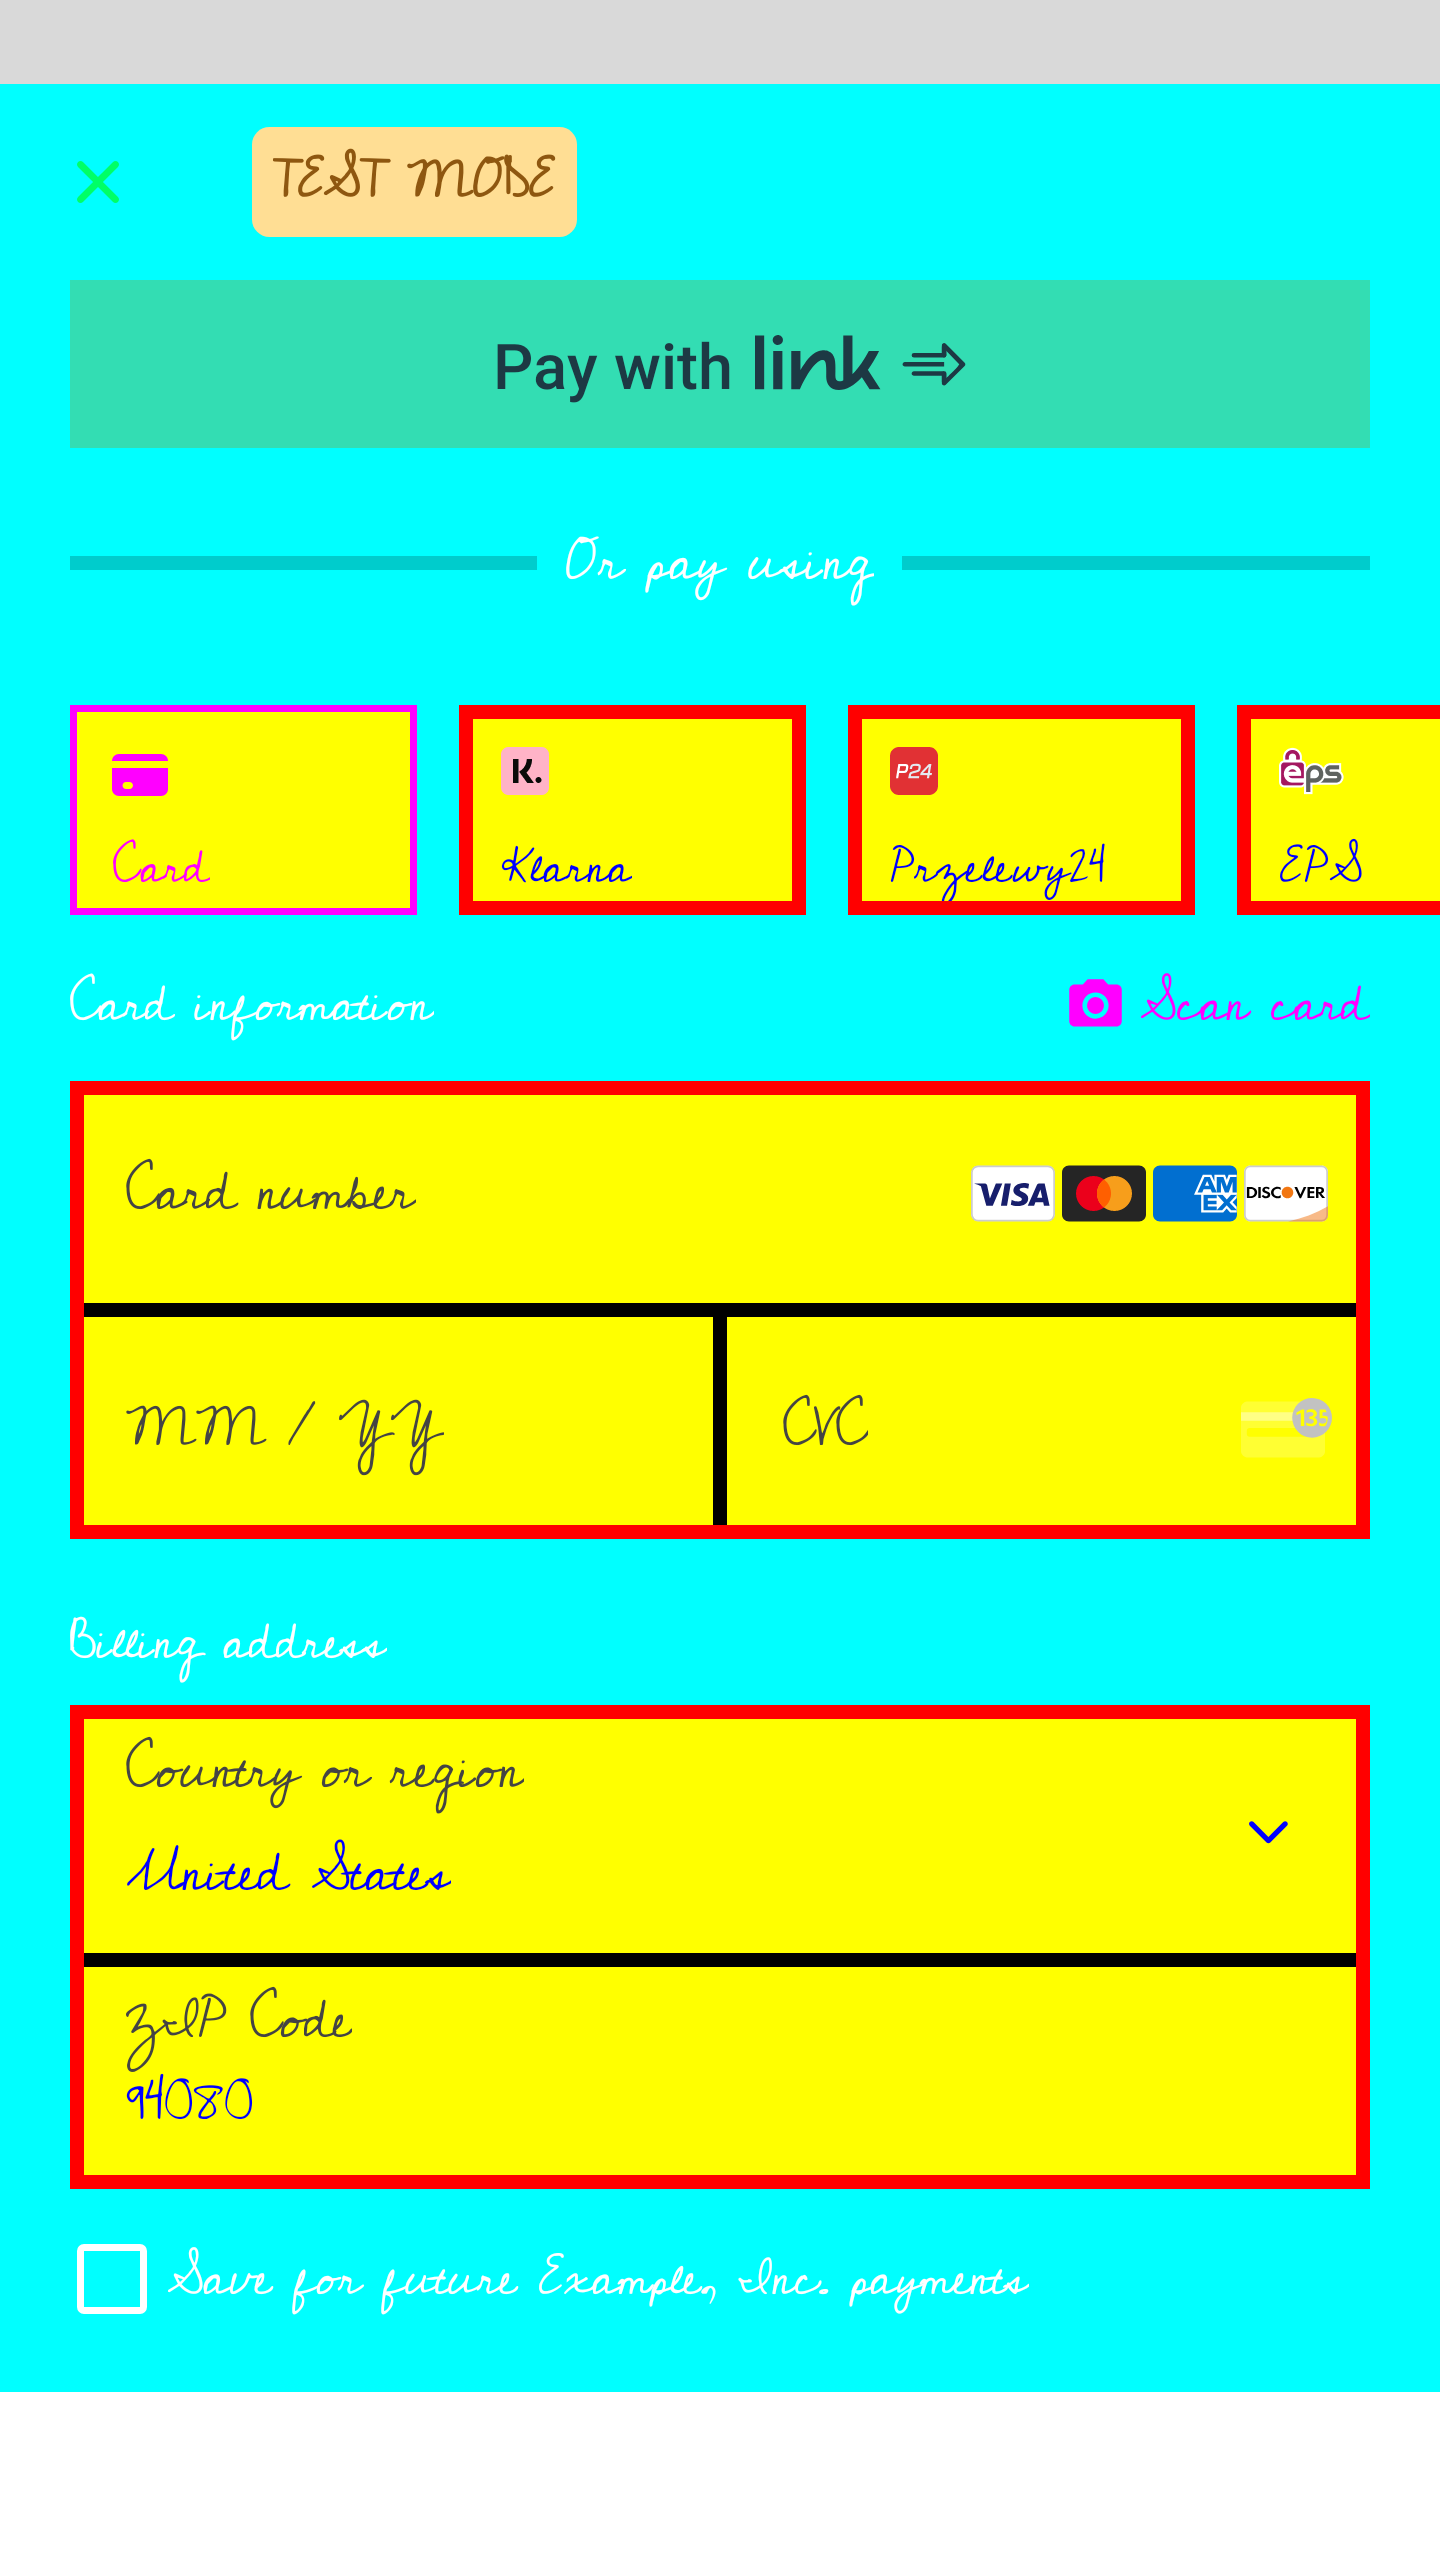 TEST MODE
Pay with link
Or pay using
Card
Klarna
Przelewy24
EPS
K.
P24
eps
Card information
Scan card
Card number
VISA
AM
EX
DISCOVER
MM / YY
CVC
135
Billing address
Country or region
United States
ZIP Code
94080
Save for future Example, Inc. payments